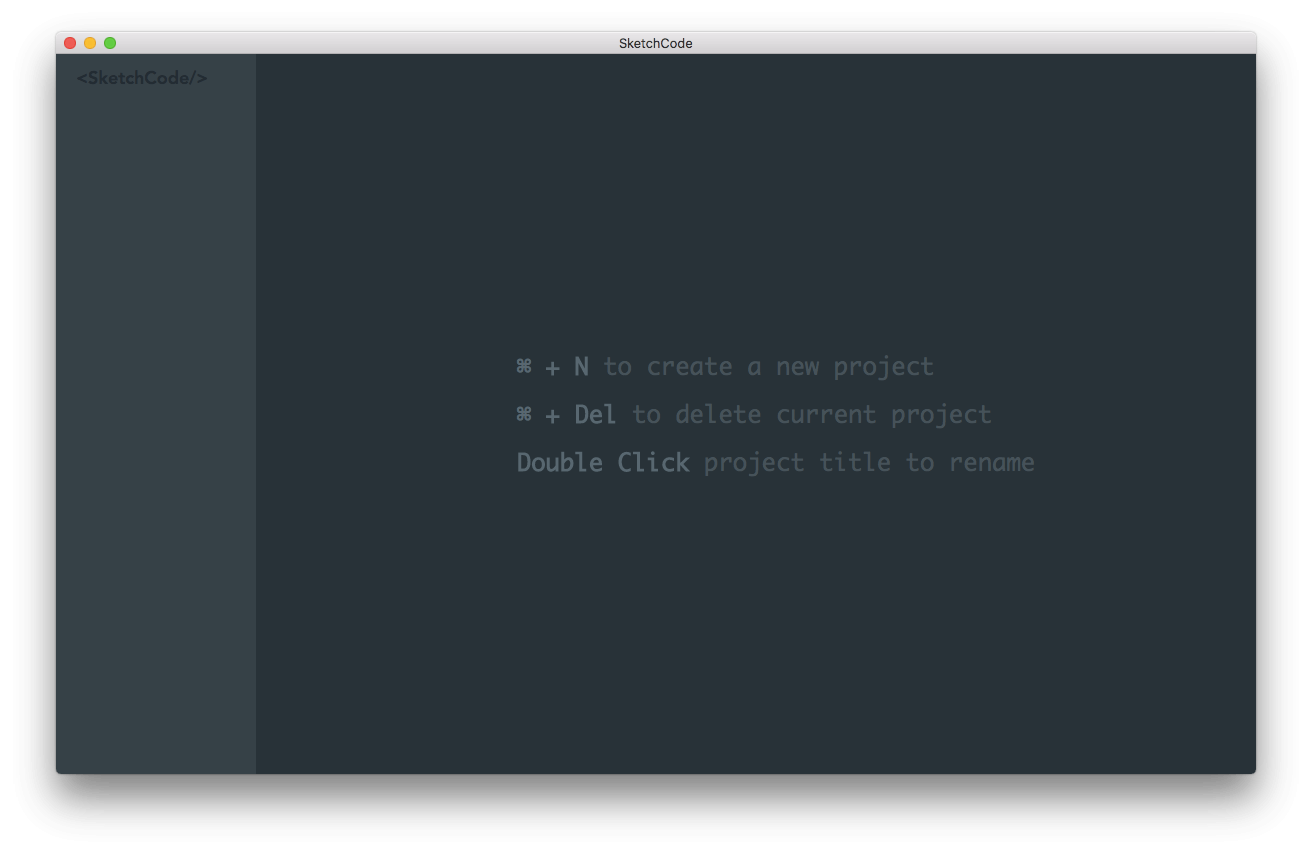 SketchCode
<SketchCode/>
⌘ + N to create a new project
⌘ + Del to delete current project
Double Click project title to rename